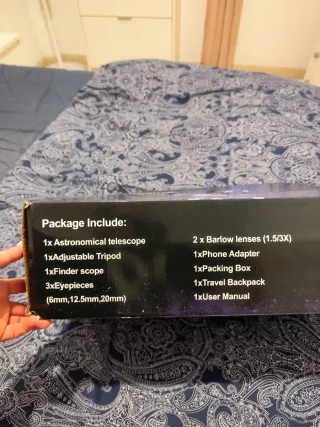 Package Include:
1x Astronomical telescope
1xAdjustable Tripod
1xFinder scope
3xEyepieces
(6mm,12.5mm,20mm)
2 x Barlow lenses (1.5/3X)
1xPhone Adapter
1xPacking Box
1xTravel Backpack
1xUser Manual